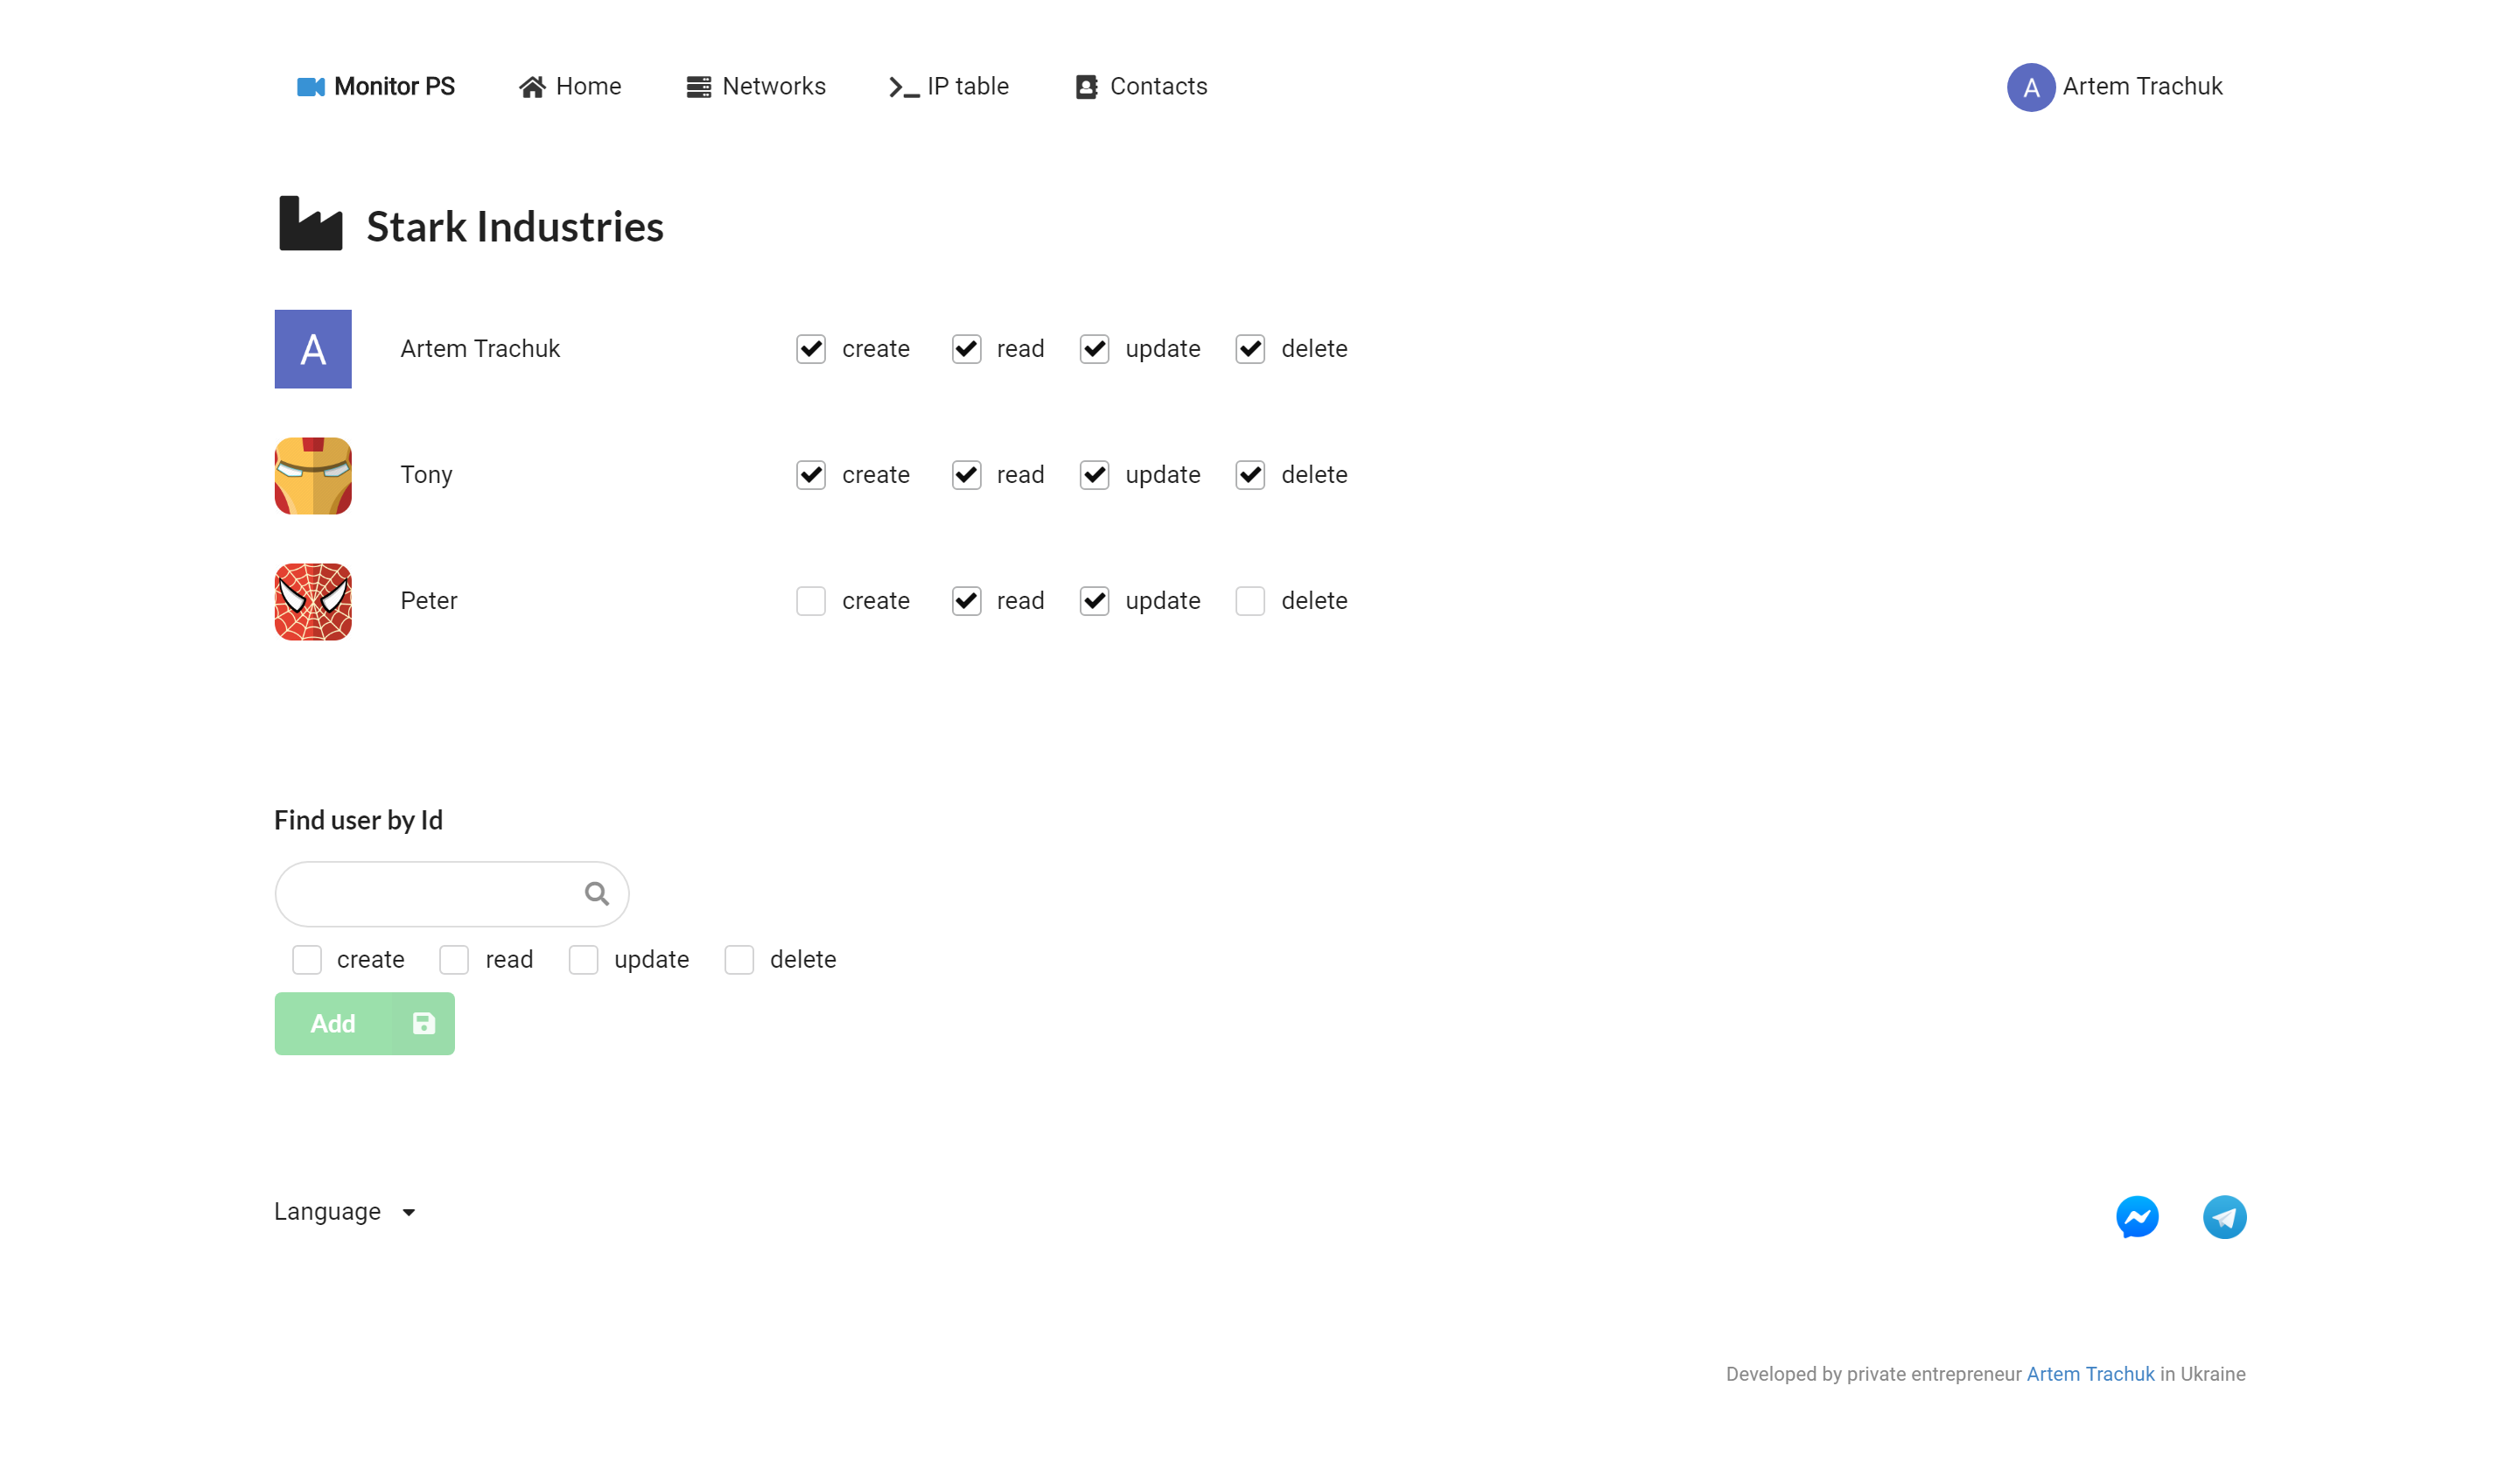 Monitor PS Home Networks IP table Contacts A Artem Trachuk
Stark Industries
A Artem Trachuk create read update delete
Tony create read update delete
Peter create read update delete
Find user by Id
create read update delete
Add
Language
Developed by private entrepreneur Artem Trachuk in Ukraine